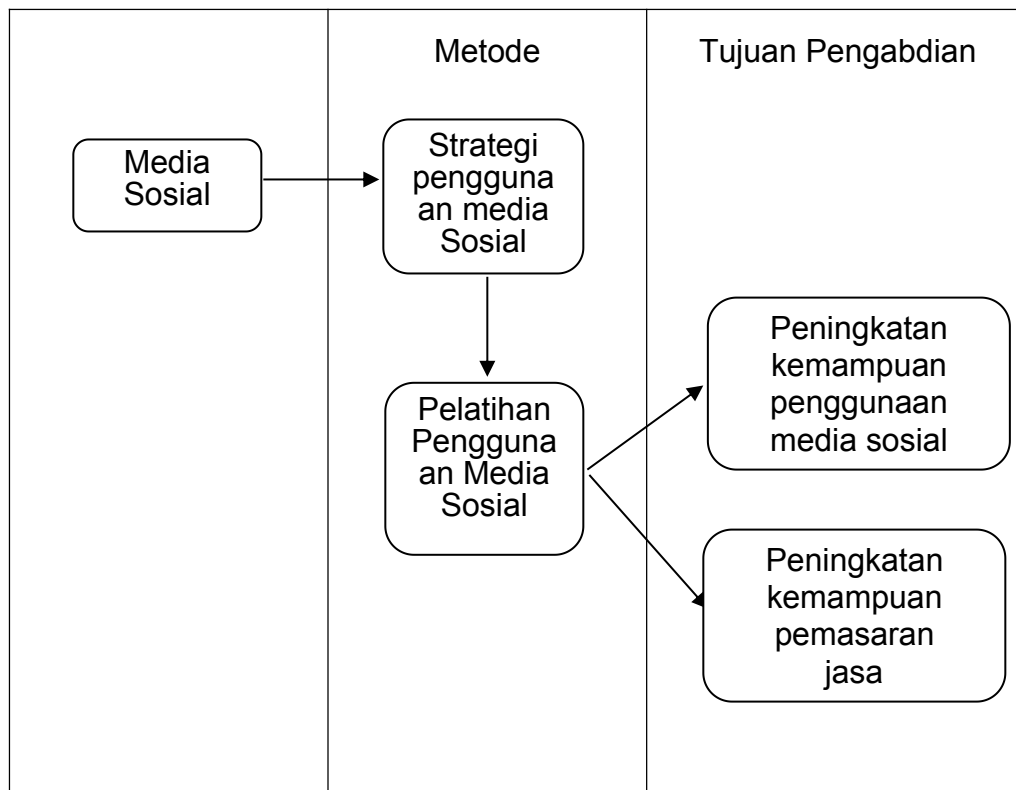 Metode
Tujuan Pengabdian
Media
Sosial
Strategi
pengguna
an media
Sosial
Pelatihan
Pengguna
an Media
Sosial
Peningkatan
kemampuan
penggunaan
media sosial
Peningkatan
kemampuan
pemasaran
jasa